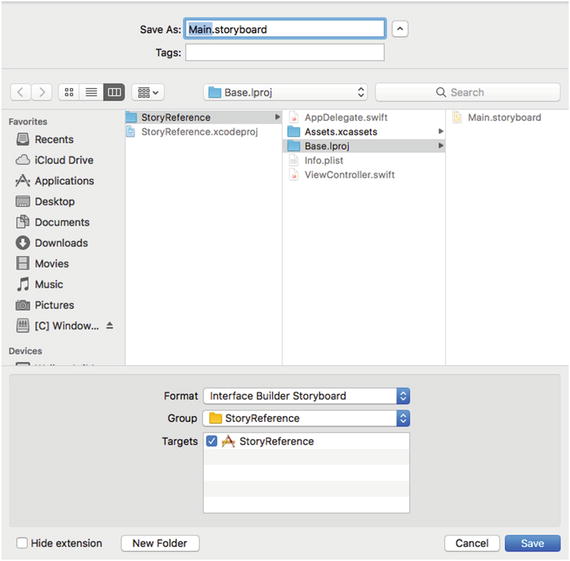 Save As: Main.storyboard
Tags:
Base.lproj
Search
Favorites
Recents
iCloud Drive
Applications
Desktop
Documents
Downloads
Movies
Music
Pictures
[C] Window...
Devices
StoryReference
StoryReference.xcodeproj
AppDelegate.swift
Assets.xcassets
Base.lproj
Info.plist
ViewController.swift
Main.storyboard
Format Interface Builder Storyboard
Group StoryReference
Targets StoryReference
Hide extension New Folder Cancel Save